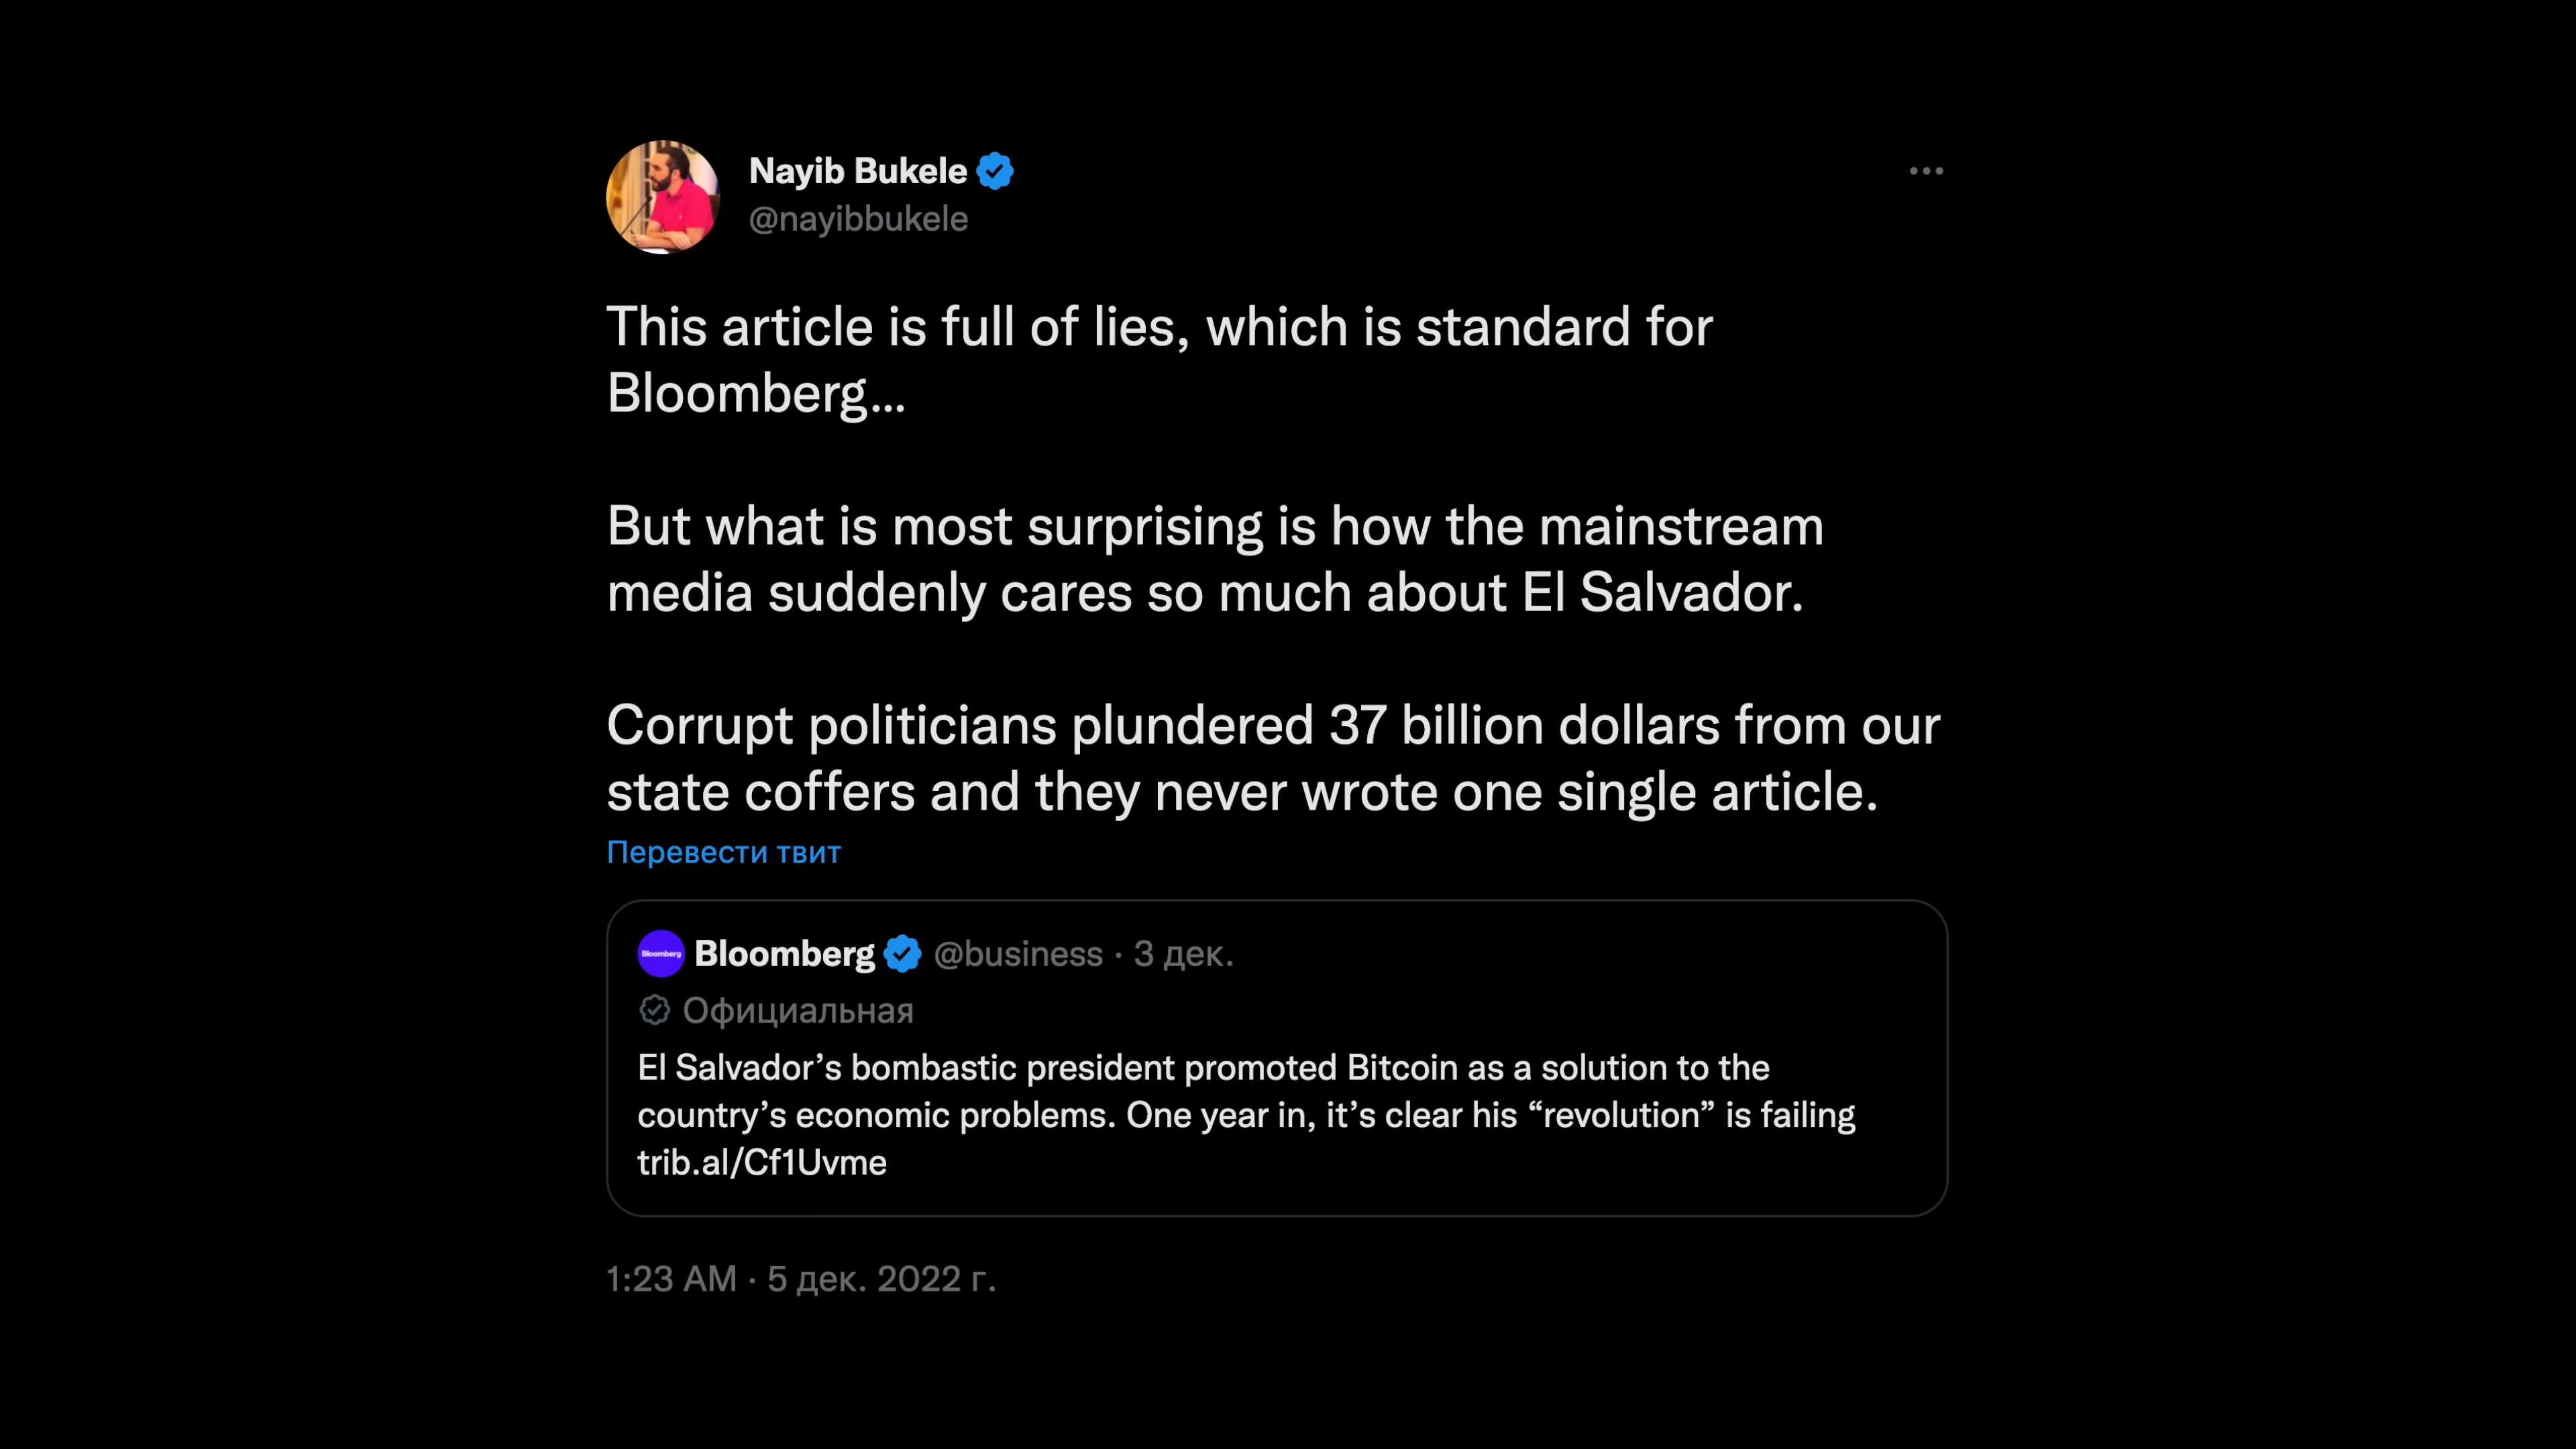 Nayib Bukele
@nayibbukele
This article is full of lies, which is standard for
Bloomberg...
But what is most surprising is how the mainstream
media suddenly cares so much about El Salvador.
Corrupt politicians plundered 37 billion dollars from our
state coffers and they never wrote one single article.
Перевести твит
Bloomberg Bloomberg @business · 3 дек.
Официальная
El Salvador’s bombastic president promoted Bitcoin as a solution to the
country’s economic problems. One year in, it’s clear his “revolution” is failing
trib.al/Cf1Uvme
1:23 AM · 5 дек. 2022 г.